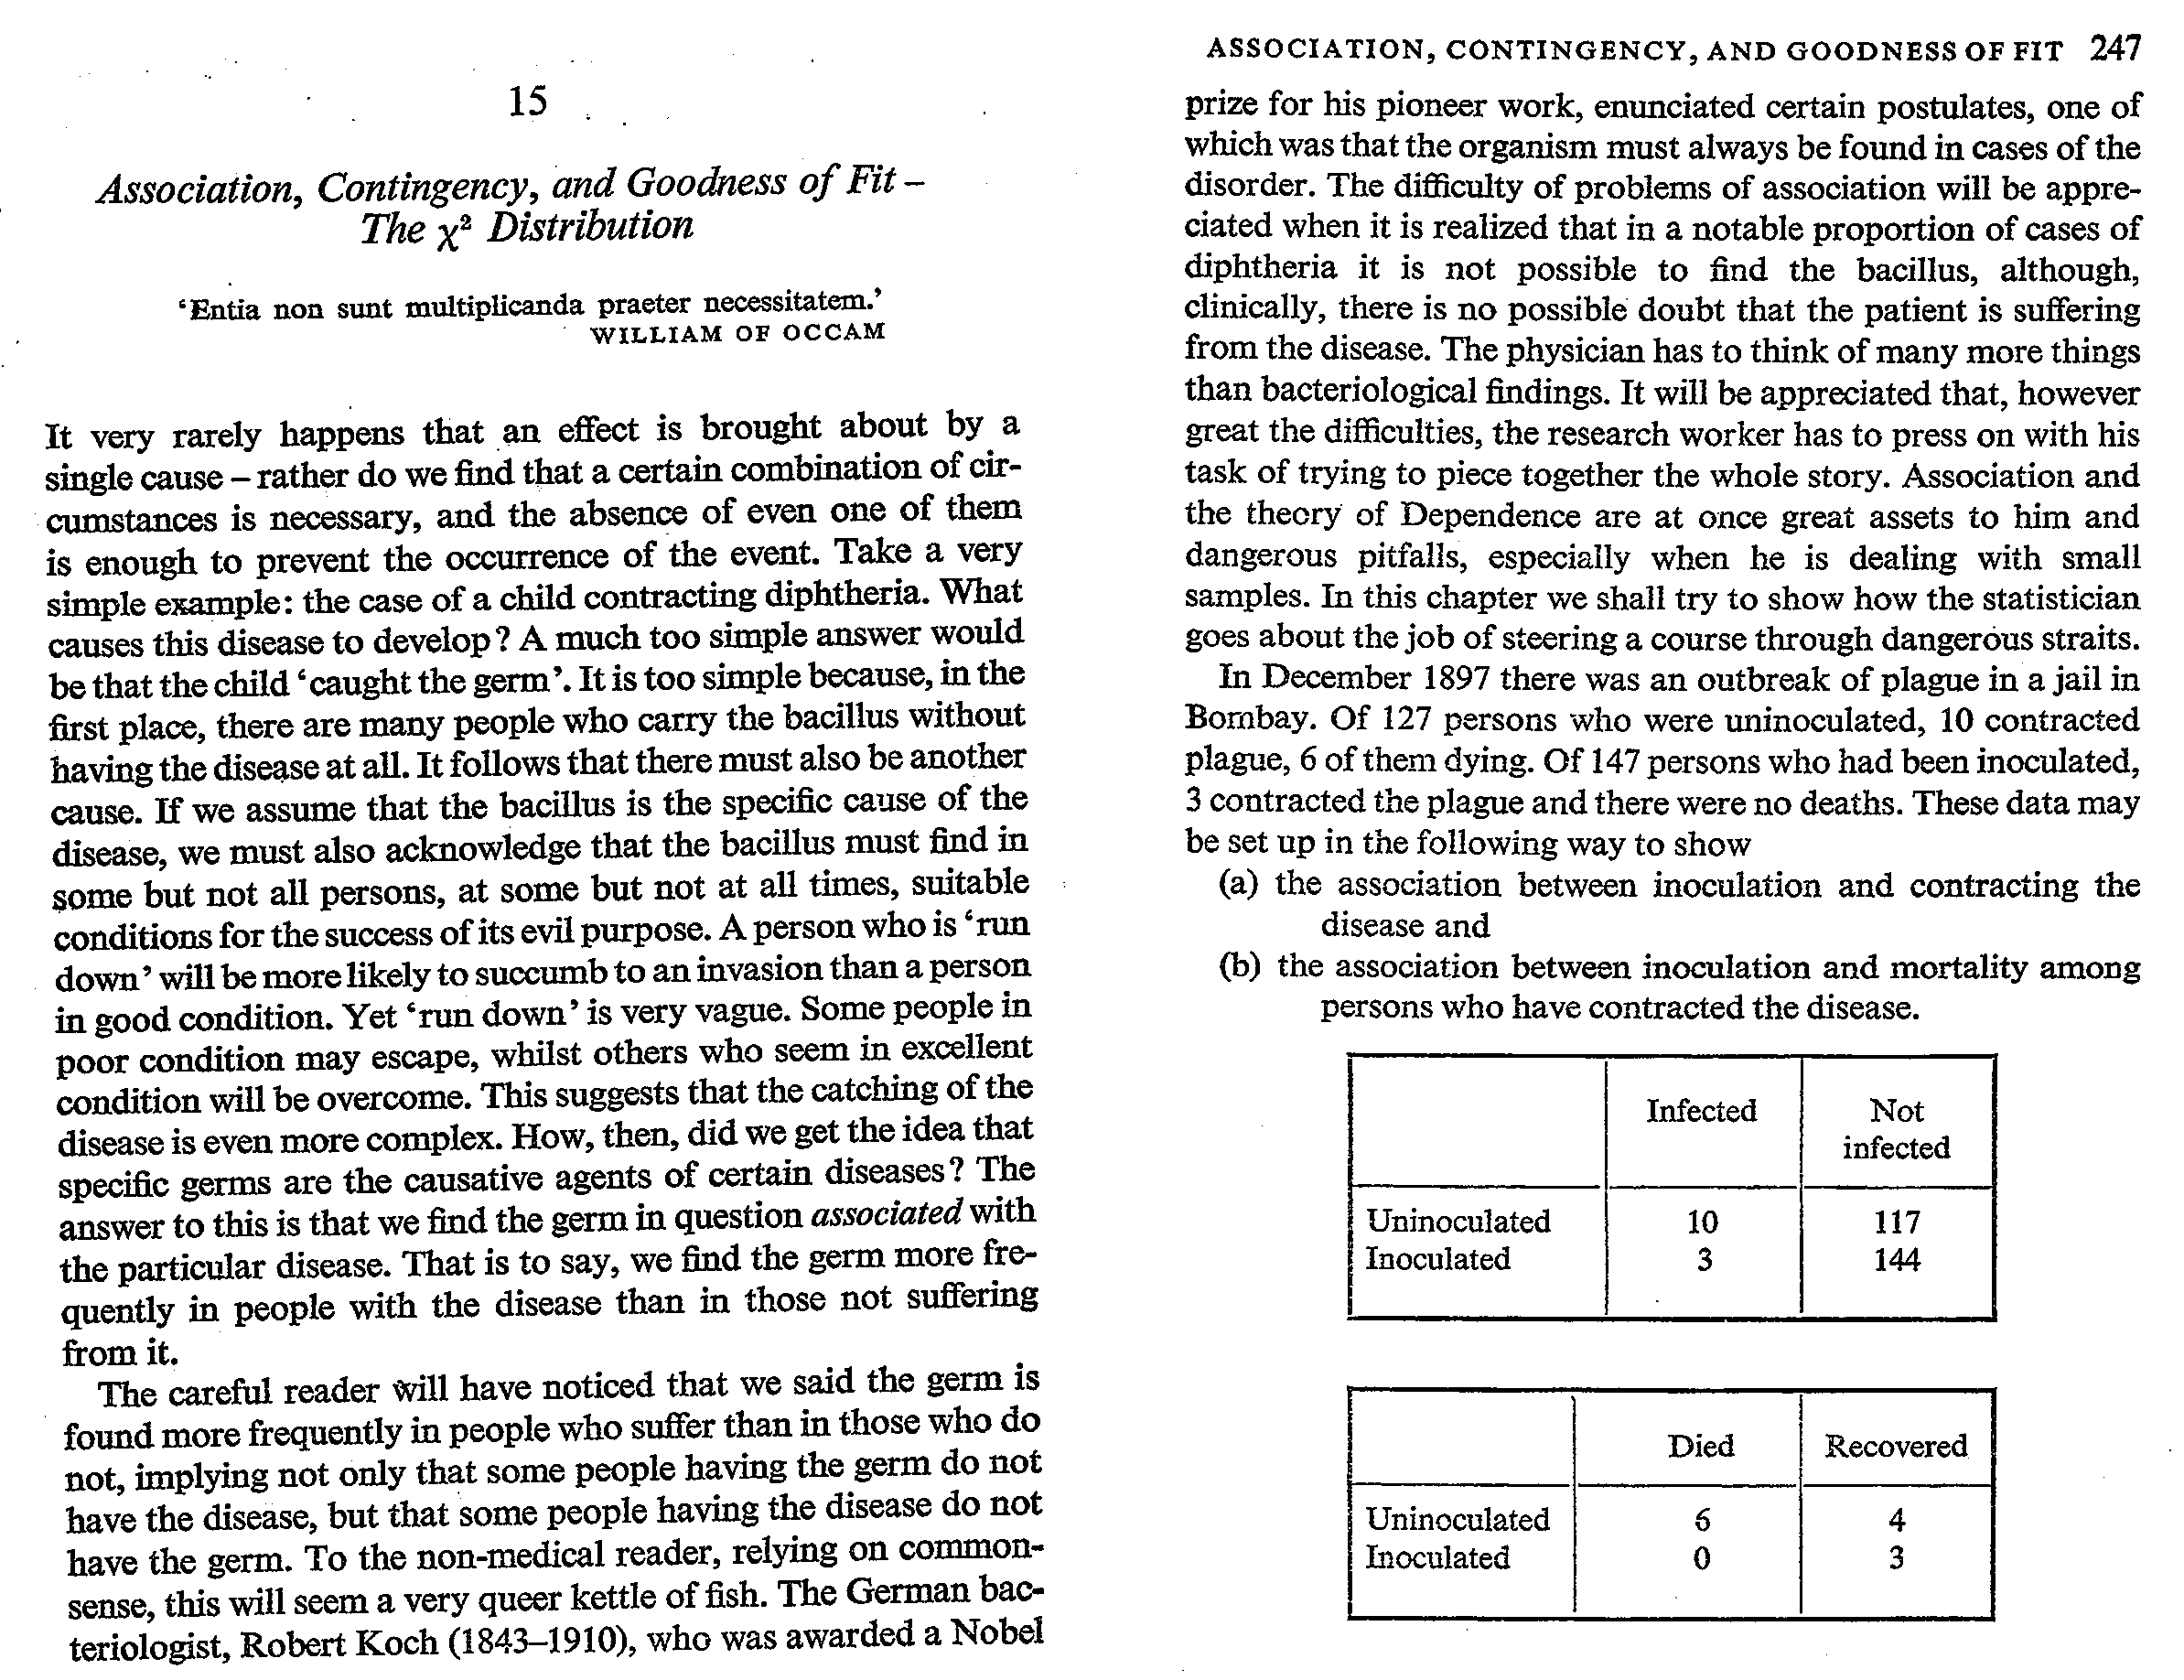 15
Association, Contingency, and Goodness of Fit –
The χ² Distribution
‘Entia non sunt multiplicanda praeter necessitatem.’
WILLIAM OF OCCAM
It very rarely happens that an effect is brought about by a
single cause – rather do we find that a certain combination of cir-
cumstances is necessary, and the absence of even one of them
is enough to prevent the occurrence of the event. Take a very
simple example: the case of a child contracting diphtheria. What
causes this disease to develop? A much too simple answer would
be that the child ‘caught the germ’. It is too simple because, in the
first place, there are many people who carry the bacillus without
having the disease at all. It follows that there must also be another
cause. If we assume that the bacillus is the specific cause of the
disease, we must also acknowledge that the bacillus must find in
some but not all persons, at some but not at all times, suitable
conditions for the success of its evil purpose. A person who is ‘run
down’ will be more likely to succumb to an invasion than a person
in good condition. Yet ‘run down’ is very vague. Some people in
poor condition may escape, whilst others who seem in excellent
condition will be overcome. This suggests that the catching of the
disease is even more complex. How, then, did we get the idea that
specific germs are the causative agents of certain diseases? The
answer to this is that we find the germ in question associated with
the particular disease. That is to say, we find the germ more fre-
quently in people with the disease than in those not suffering
from it.
The careful reader will have noticed that we said the germ is
found more frequently in people who suffer than in those who do
not, implying not only that some people having the germ do not
have the disease, but that some people having the disease do not
have the germ. To the non-medical reader, relying on common-
sense, this will seem a very queer kettle of fish. The German bac-
teriologist, Robert Koch (1843–1910), who was awarded a Nobel
ASSOCIATION, CONTINGENCY, AND GOODNESS OF FIT 247
prize for his pioneer work, enunciated certain postulates, one of
which was that the organism must always be found in cases of the
disorder. The difficulty of problems of association will be appre-
ciated when it is realized that in a notable proportion of cases of
diphtheria it is not possible to find the bacillus, although,
clinically, there is no possible doubt that the patient is suffering
from the disease. The physician has to think of many more things
than bacteriological findings. It will be appreciated that, however
great the difficulties, the research worker has to press on with his
task of trying to piece together the whole story. Association and
the theory of Dependence are at once great assets to him and
dangerous pitfalls, especially when he is dealing with small
samples. In this chapter we shall try to show how the statistician
goes about the job of steering a course through dangerous straits.
In December 1897 there was an outbreak of plague in a jail in
Bombay. Of 127 persons who were uninoculated, 10 contracted
plague, 6 of them dying. Of 147 persons who had been inoculated,
3 contracted the plague and there were no deaths. These data may
be set up in the following way to show
(a) the association between inoculation and contracting the
disease and
(b) the association between inoculation and mortality among
persons who have contracted the disease.
Infected Not
infected
Uninoculated 10 117
Inoculated 3 144
Died Recovered
Uninoculated 6 4
Inoculated 0 3